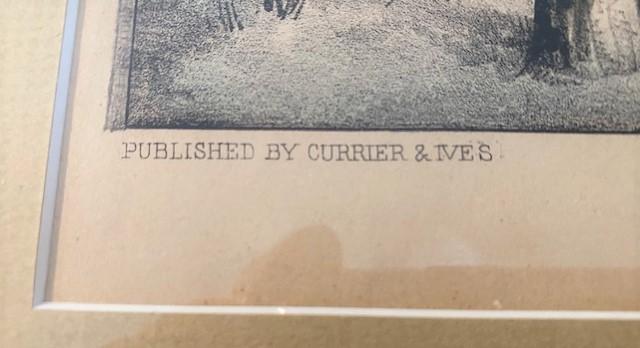 PUBLISHED BY CURRIER & IVES